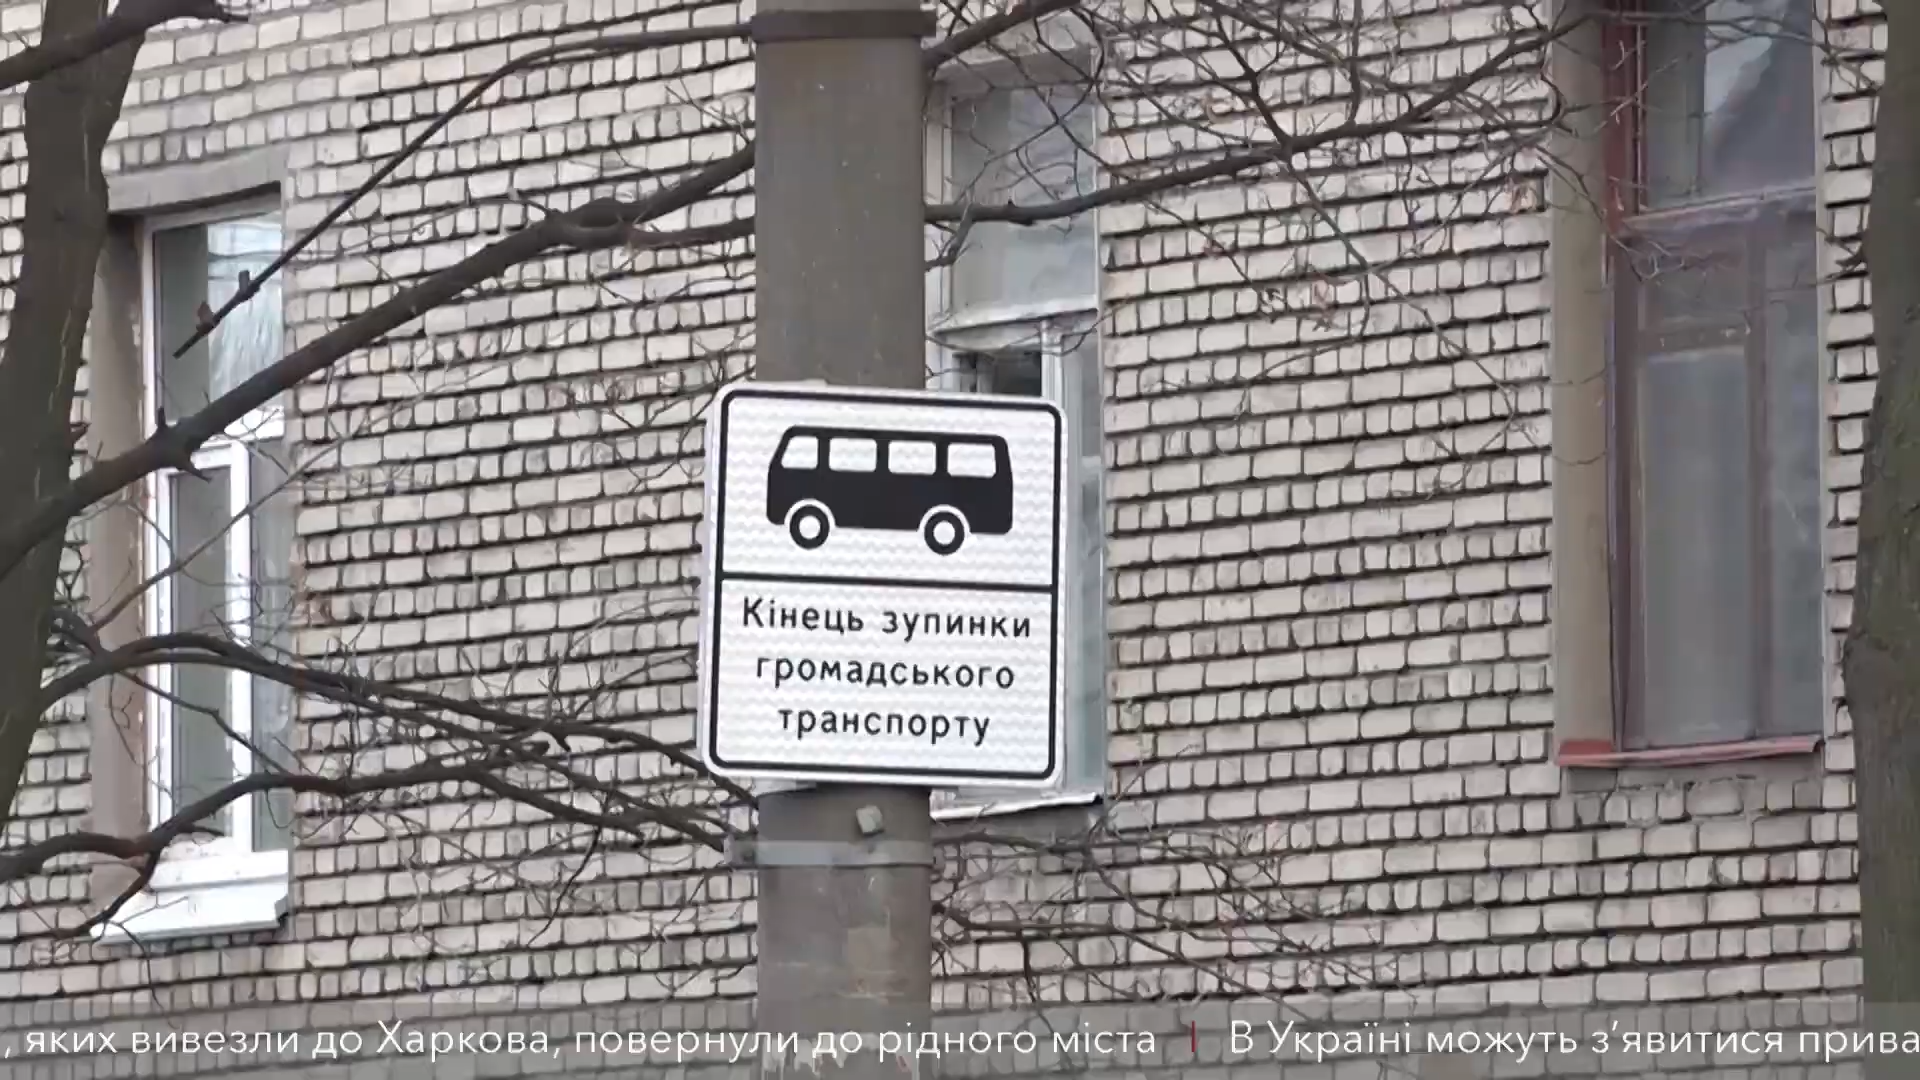 Кінець зупинки
громадського
транспорту
, яких вивезли до Харкова, повернули до рідного міста | В Україні можуть з’явитися прива